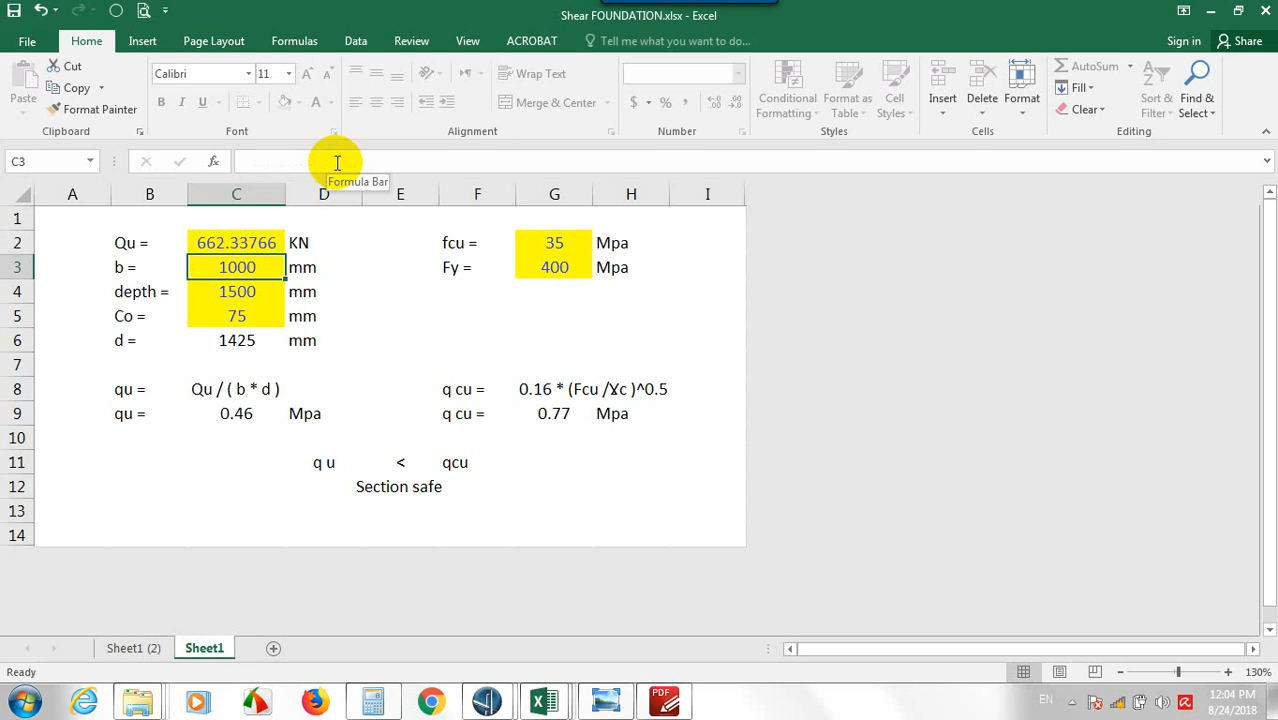 Shear FOUNDATION.xlsx - Excel
File Home Insert Page Layout Formulas Data Review View ACROBAT Tell me what you want to do... Sign in Share
Paste Cut Copy Format Painter
Calibri 11
B I U A
Wrap Text
Merge & Center
$ % ,
Conditional Formatting
Format as Table
Cell Styles
Insert Delete Format
AutoSum
Fill
Clear
Sort & Filter
Find & Select
Clipboard Font Alignment Number Styles Cells Editing
C3 fx
Formula Bar
A B C D E F G H I
1
2 Qu = 662.33766 KN fcu = 35 Mpa
3 b = 1000 mm Fy = 400 Mpa
4 depth = 1500 mm
5 Co = 75 mm
6 d = 1425 mm
7
8 qu = Qu / ( b * d ) q cu = 0.16 * (Fcu /Ɣc )^0.5
9 qu = 0.46 Mpa q cu = 0.77 Mpa
10
11 q u < qcu
12 Section safe
13
14
Sheet1 (2) Sheet1
Ready 130%
PDF EN 12:04 PM
8/24/2018